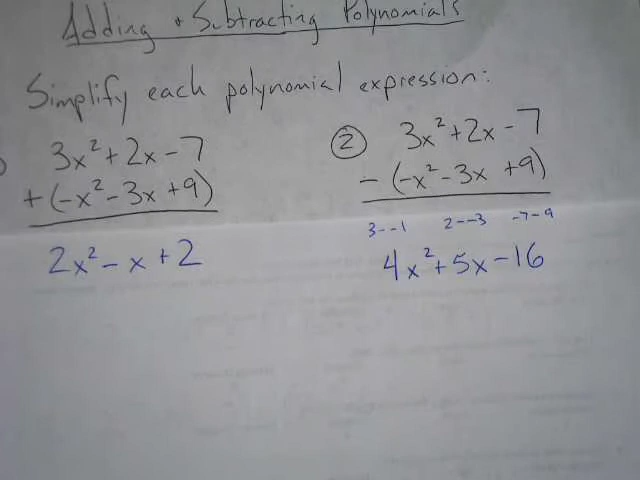 Adding + Subtracting Polynomials
Simplify each polynomial expression:
3x²+2x-7
+(-x²-3x+9)
2x²-x+2
② 3x²+2x-7
-(-x²-3x+9)
3--1 2--3 -7-9
4x²+5x-16